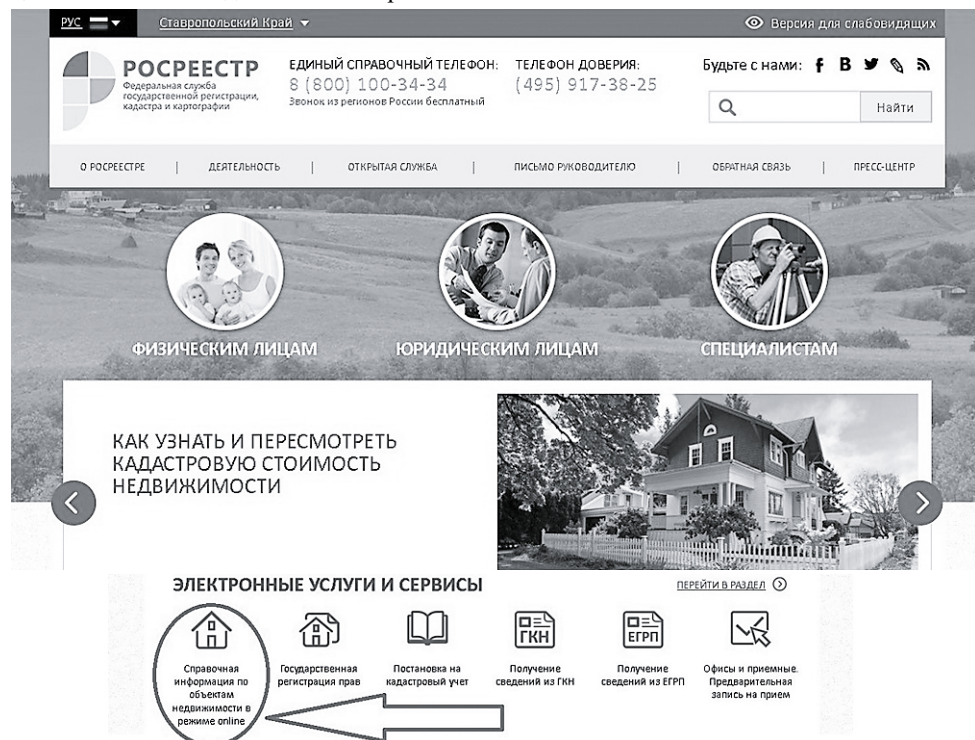 РУС
Ставропольский Край
Версия для слабовидящих
РОСРЕЕСТР
Федеральная служба
государственной регистрации,
кадастра и картографии
ЕДИНЫЙ СПРАВОЧНЫЙ ТЕЛЕФОН:
8 (800) 100-34-34
Звонок из регионов России бесплатный
ТЕЛЕФОН ДОВЕРИЯ:
(495) 917-38-25
Будьте с нами:
Найти
О РОСРЕЕСТРЕ | ДЕЯТЕЛЬНОСТЬ | ОТКРЫТАЯ СЛУЖБА | ПИСЬМО РУКОВОДИТЕЛЮ | ОБРАТНАЯ СВЯЗЬ | ПРЕСС-ЦЕНТР
ФИЗИЧЕСКИМ ЛИЦАМ
ЮРИДИЧЕСКИМ ЛИЦАМ
СПЕЦИАЛИСТАМ
КАК УЗНАТЬ И ПЕРЕСМОТРЕТЬ
КАДАСТРОВУЮ СТОИМОСТЬ
НЕДВИЖИМОСТИ
ЭЛЕКТРОННЫЕ УСЛУГИ И СЕРВИСЫ
ПЕРЕЙТИ В РАЗДЕЛ
Справочная
информация по
объектам
недвижимости в
режиме online
Государственная
регистрация прав
Постановка на
кадастровый учет
ГКН
Получение
сведений из ГКН
ЕГРП
Получение
сведений из ЕГРП
Офисы и приемные.
Предварительная
запись на прием